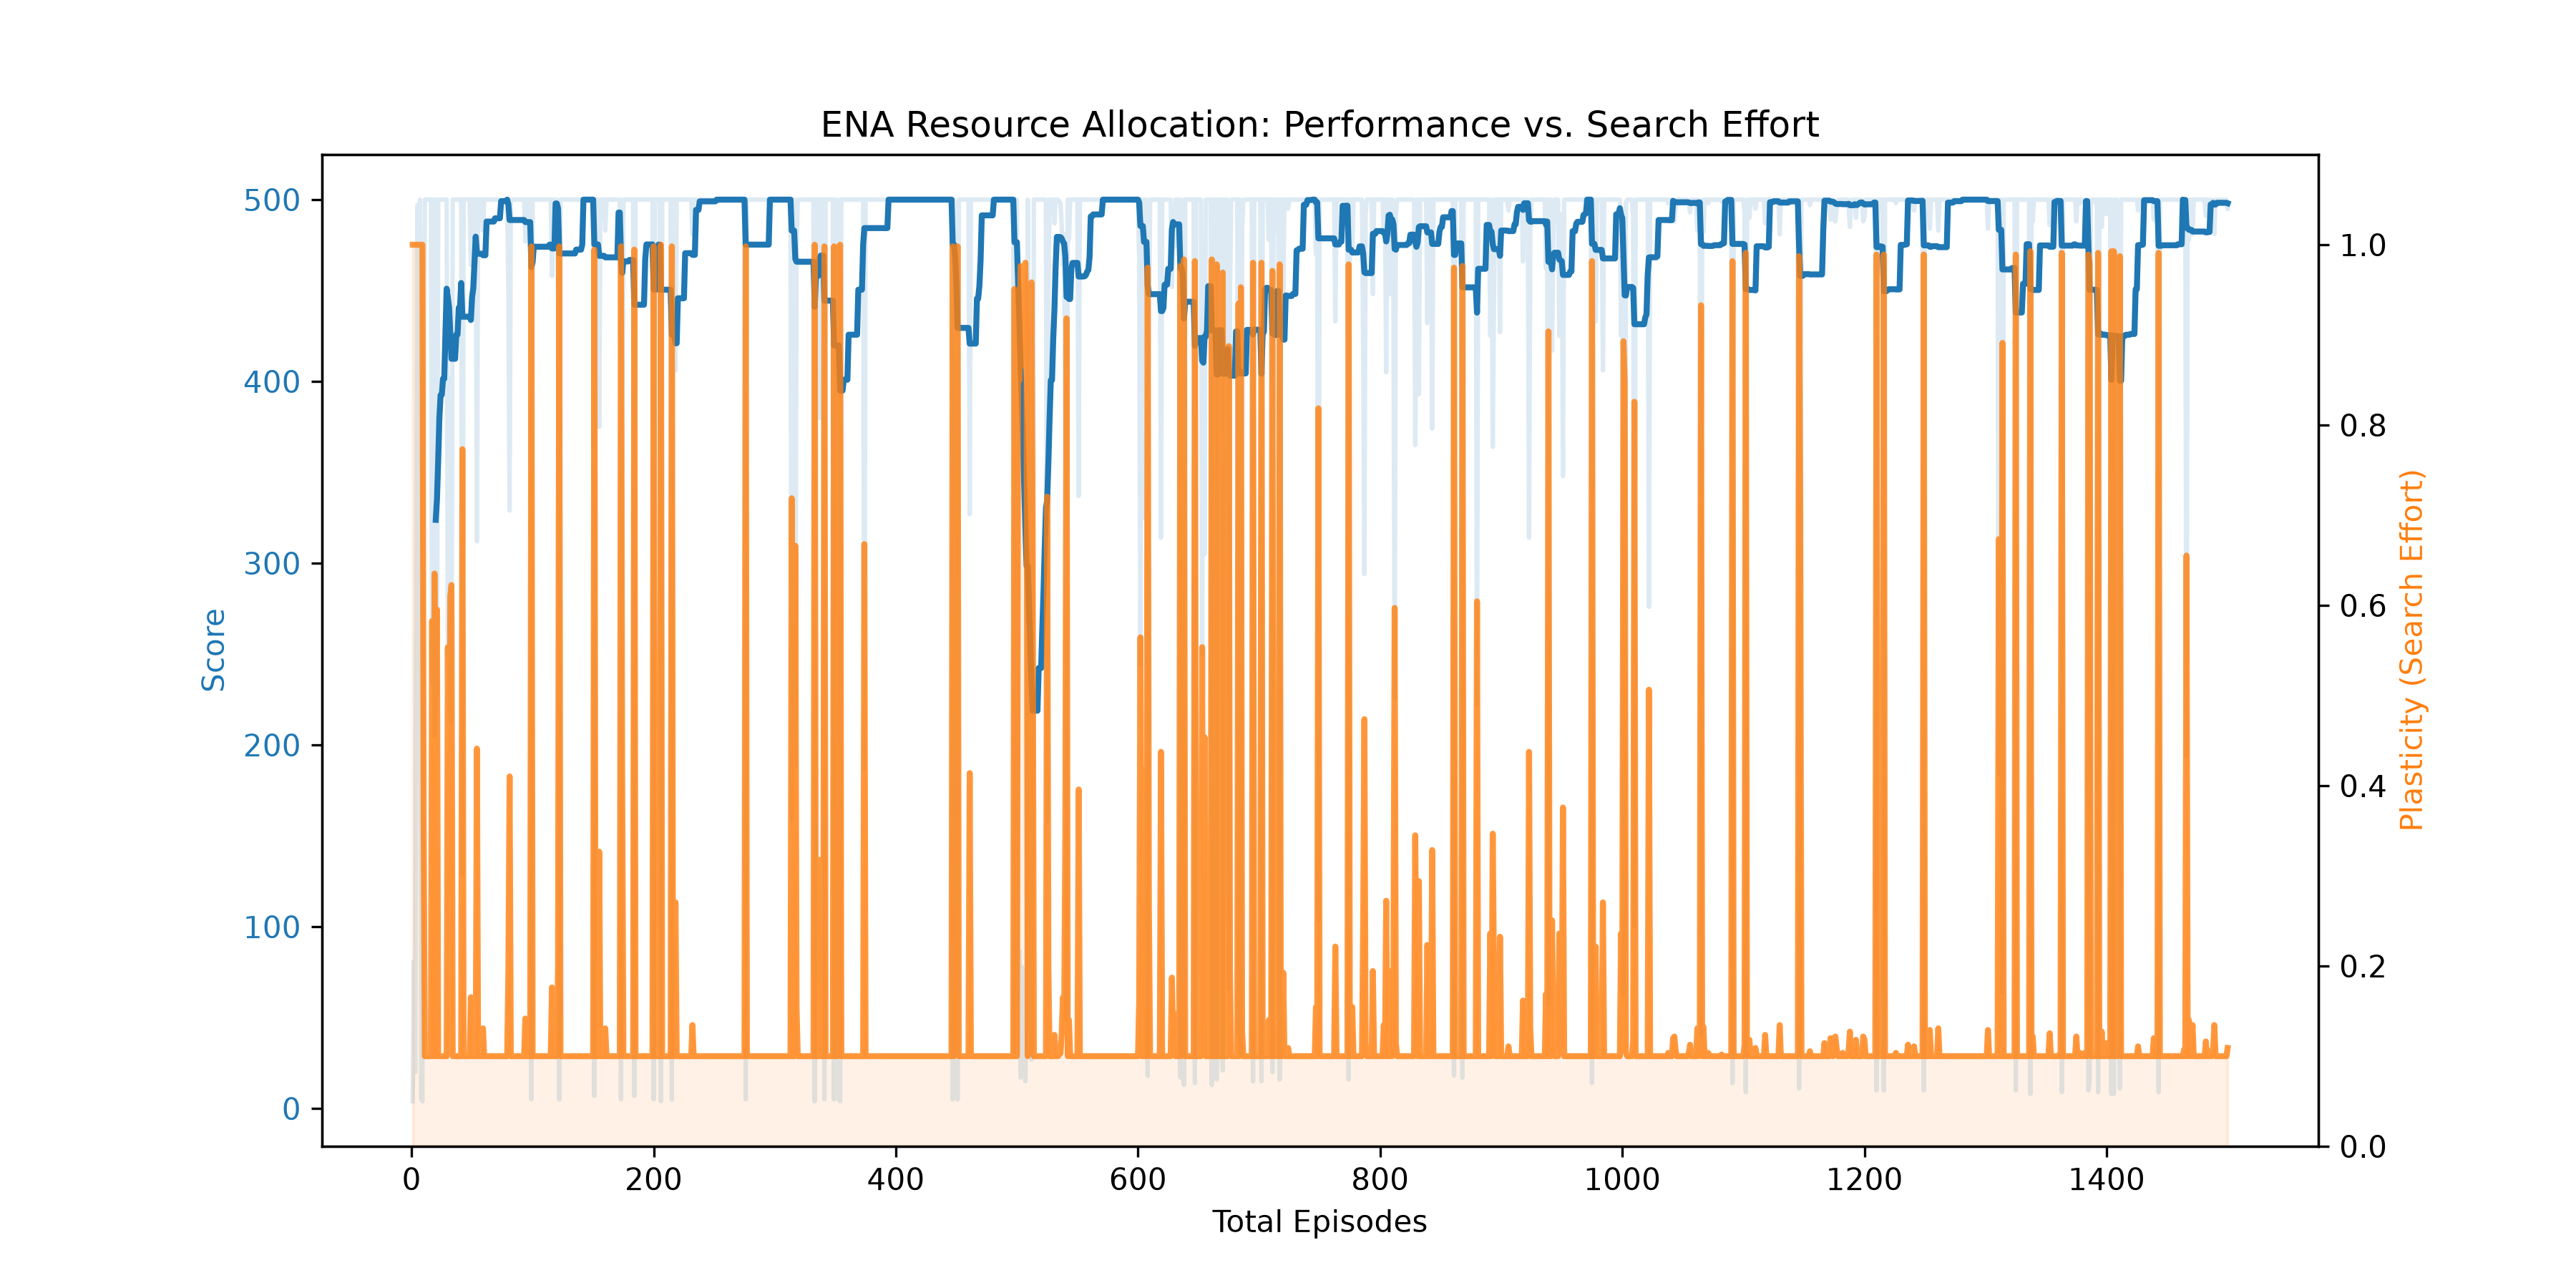 ENA Resource Allocation: Performance vs. Search Effort
500
400
300
200
100
0
Score
1.0
0.8
0.6
0.4
0.2
0.0
Plasticity (Search Effort)
0 200 400 600 800 1000 1200 1400
Total Episodes